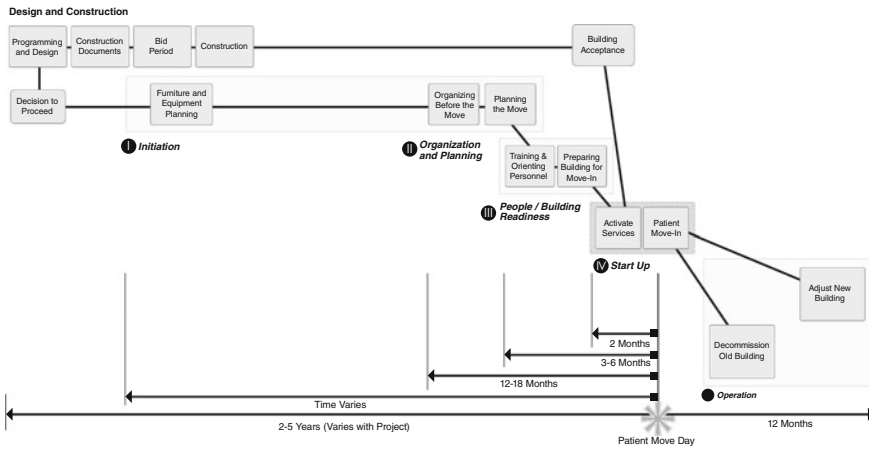 Design and Construction
Programming
and Design
Construction
Documents
Bid
Period
Construction
Building
Acceptance
Decision to
Proceed
Furniture and
Equipment
Planning
Organizing
Before the
Move
Planning
the Move
I Initiation
II Organization
and Planning
Training &
Orienting
Personnel
Preparing
Building for
Move-In
III People / Building
Readiness
Activate
Services
Patient
Move-In
IV Start Up
Adjust New
Building
Decommission
Old Building
Operation
2 Months
3-6 Months
12-18 Months
Time Varies
2-5 Years (Varies with Project)
12 Months
Patient Move Day